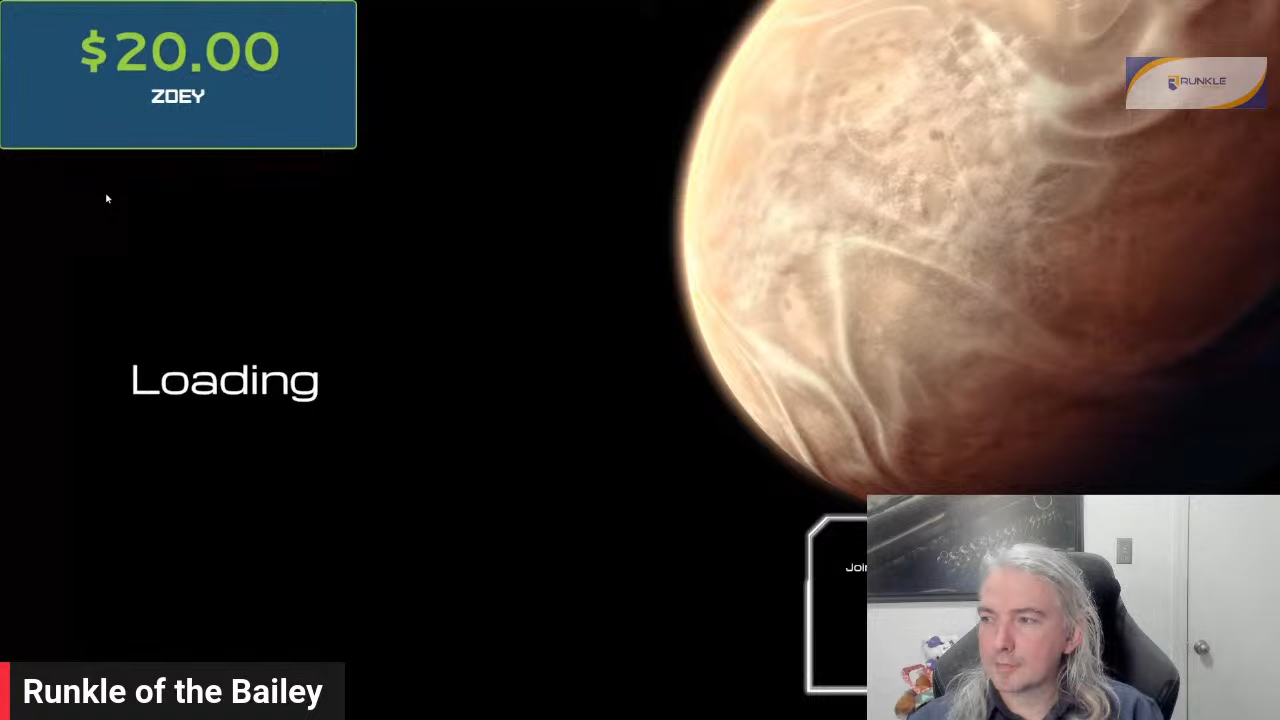 $20.00
ZOEY
RUNKLE
Loading
Runkle of the Bailey